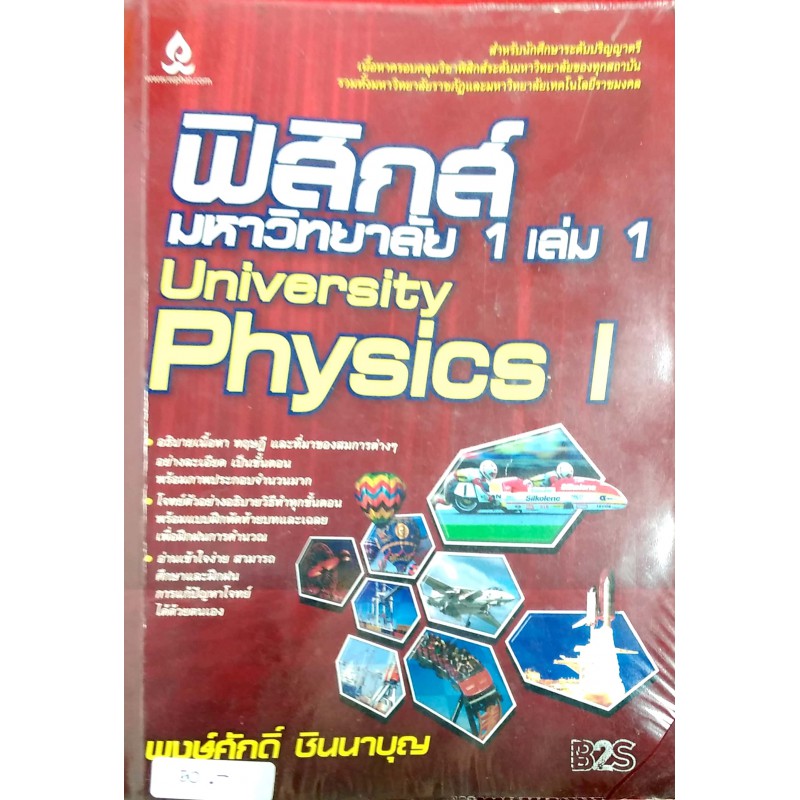 สำหรับนักศึกษาระดับปริญญาตรี
เนื้อหาครอบคลุมวิชาฟิสิกส์ระดับมหาวิทยาลัยของทุกสถาบัน
รวมทั้งมหาวิทยาลัยราชภัฏและมหาวิทยาลัยเทคโนโลยีราชมงคล
ฟิสิกส์
มหาวิทยาลัย 1 เล่ม 1
University
Physics I
• อธิบายเนื้อหา ทฤษฎี และที่มาของสมการต่างๆ
อย่างละเอียด เป็นขั้นตอน
พร้อมภาพประกอบจำนวนมาก
• โจทย์ตัวอย่างอธิบายวิธีทำทุกขั้นตอน
พร้อมแบบฝึกหัดท้ายบทและเฉลย
เพื่อฝึกฝนการคำนวณ
• อ่านเข้าใจง่าย สามารถ
ศึกษาและฝึกฝน
การแก้ปัญหาโจทย์
ได้ด้วยตนเอง
Silkolene
พงษ์ศักดิ์ ชินนาบุญ
B2S